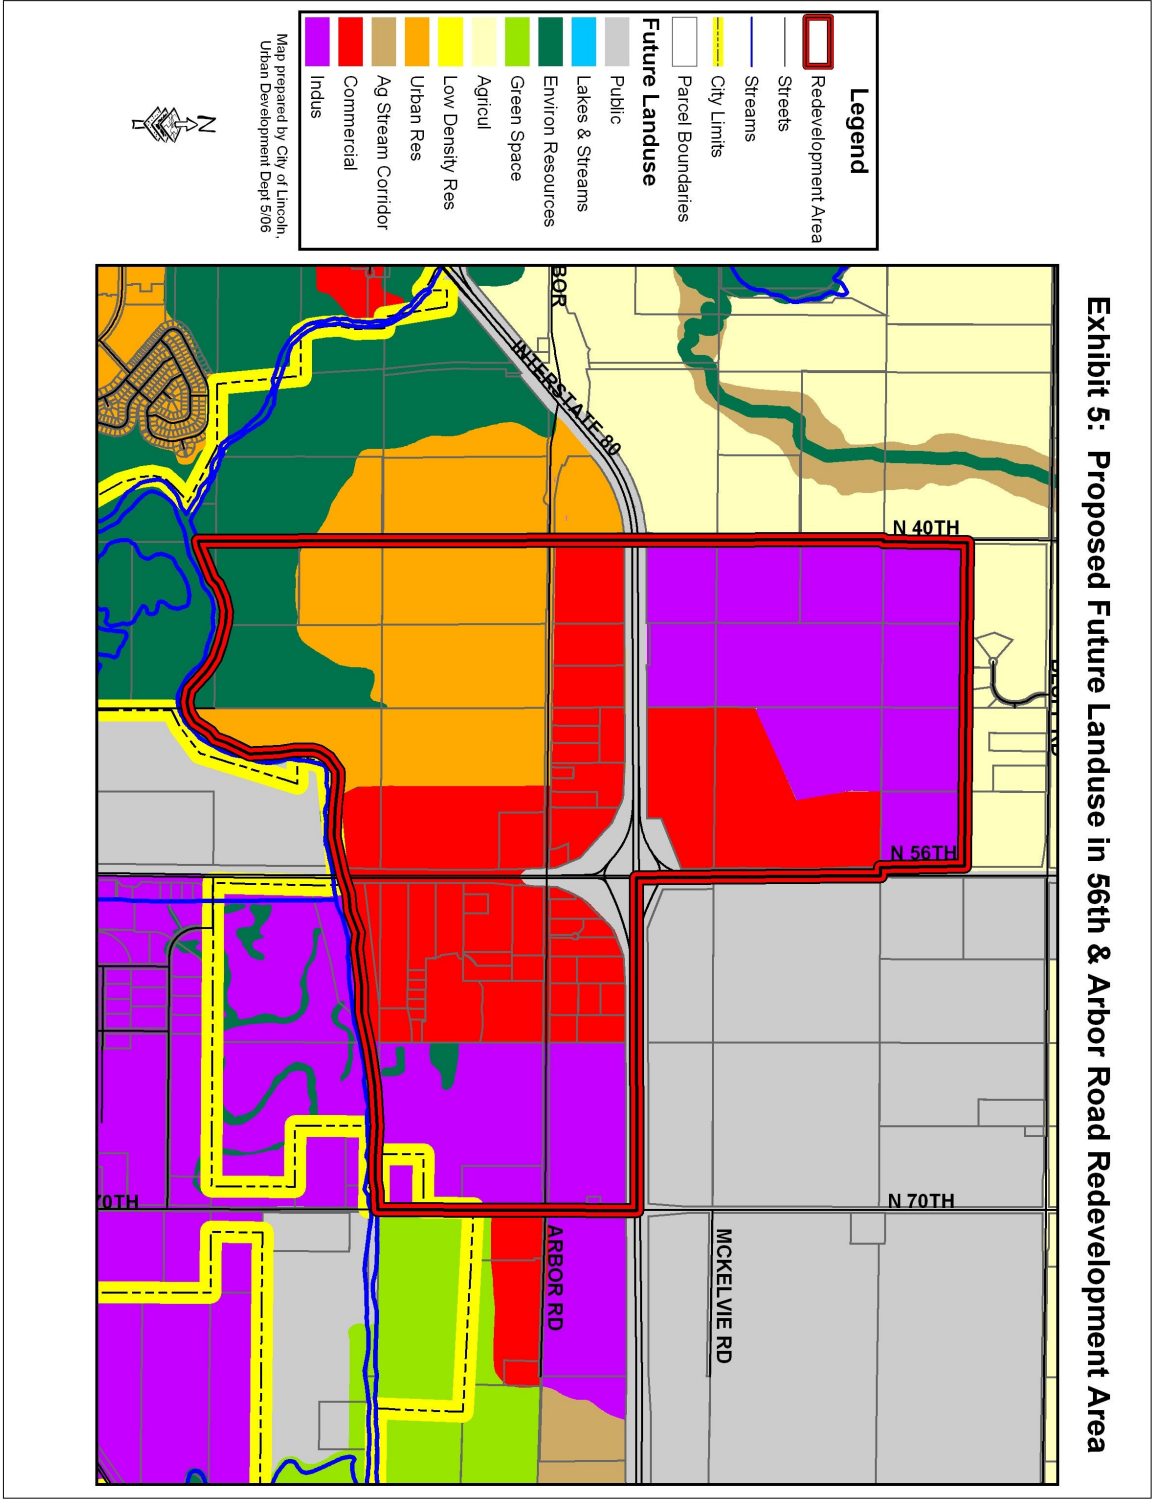 Exhibit 5: Proposed Future Landuse in 56th & Arbor Road Redevelopment Area
Legend
Redevelopment Area
Streets
Streams
City Limits
Parcel Boundaries
Future Landuse
Public
Lakes & Streams
Environ Resources
Green Space
Agricul
Low Density Res
Urban Res
Ag Stream Corridor
Commercial
Indus
Map prepared by City of Lincoln,
Urban Development Dept 5/06
N
BOR
INTERSTATE 80
N 40TH
N 56TH
N 70TH
70TH
MCKELVIE RD
ARBOR RD